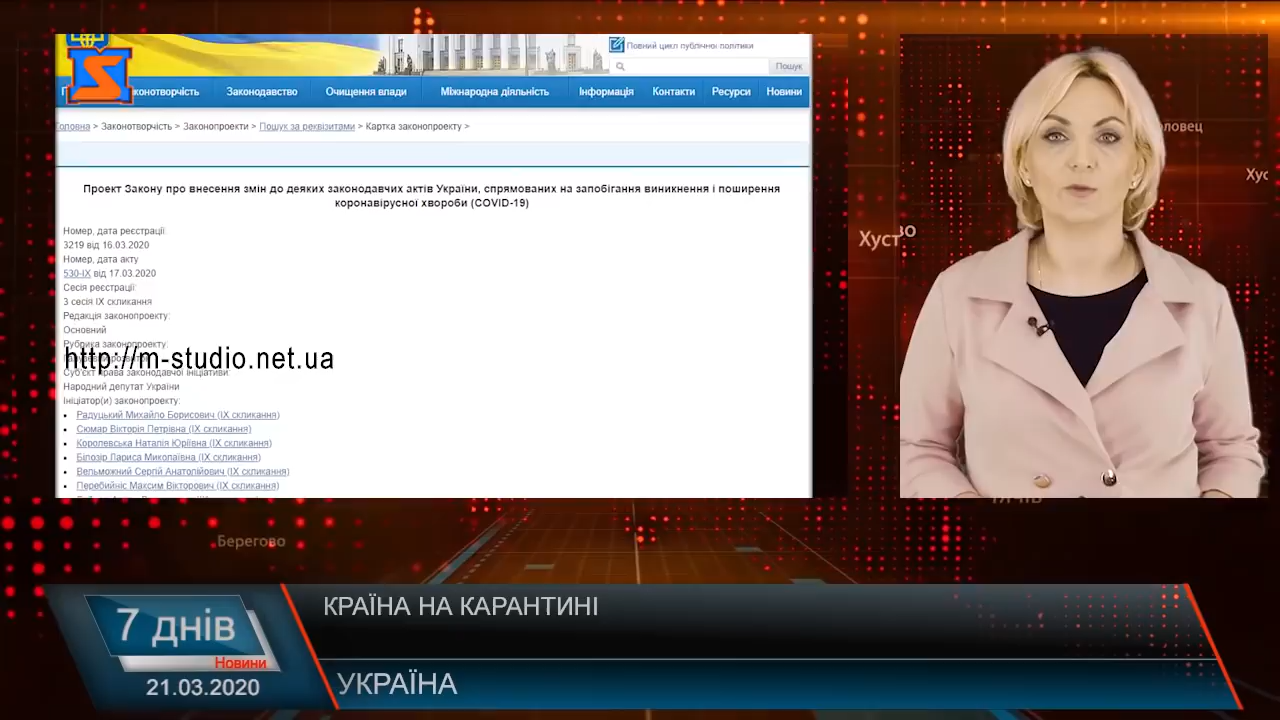 Повний цикл публічної політики
Пошук
конотворчість Законодавство Очищення влади Міжнародна діяльність Інформація Контакти Ресурси Новини
Головна > Законотворчість > Законопроекти > Пошук за реквізитами > Картка законопроекту >
Проект Закону про внесення змін до деяких законодавчих актів України, спрямованих на запобігання виникнення і поширення
коронавірусної хвороби (COVID-19)
Номер, дата реєстрації:
3219 від 16.03.2020
Номер, дата акту
530-IX від 17.03.2020
Сесія реєстрації:
3 сесія IX скликання
Редакція законопроекту:
Основний
Рубрика законопроекту:
http://m-studio.net.ua
Суб'єкт права законодавчої ініціативи:
Народний депутат України
Ініціатор(и) законопроекту:
Радуцький Михайло Борисович (IX скликання)
Сюмар Вікторія Петрівна (IX скликання)
Королевська Наталія Юріївна (IX скликання)
Білозір Лариса Миколаївна (IX скликання)
Вельможний Сергій Анатолійович (IX скликання)
Перебийніс Максим Вікторович (IX скликання)
ловец
Хус
Хуст
во
Тячів
Берегово
7 днів
Новини
21.03.2020
КРАЇНА НА КАРАНТИНІ
УКРАЇНА